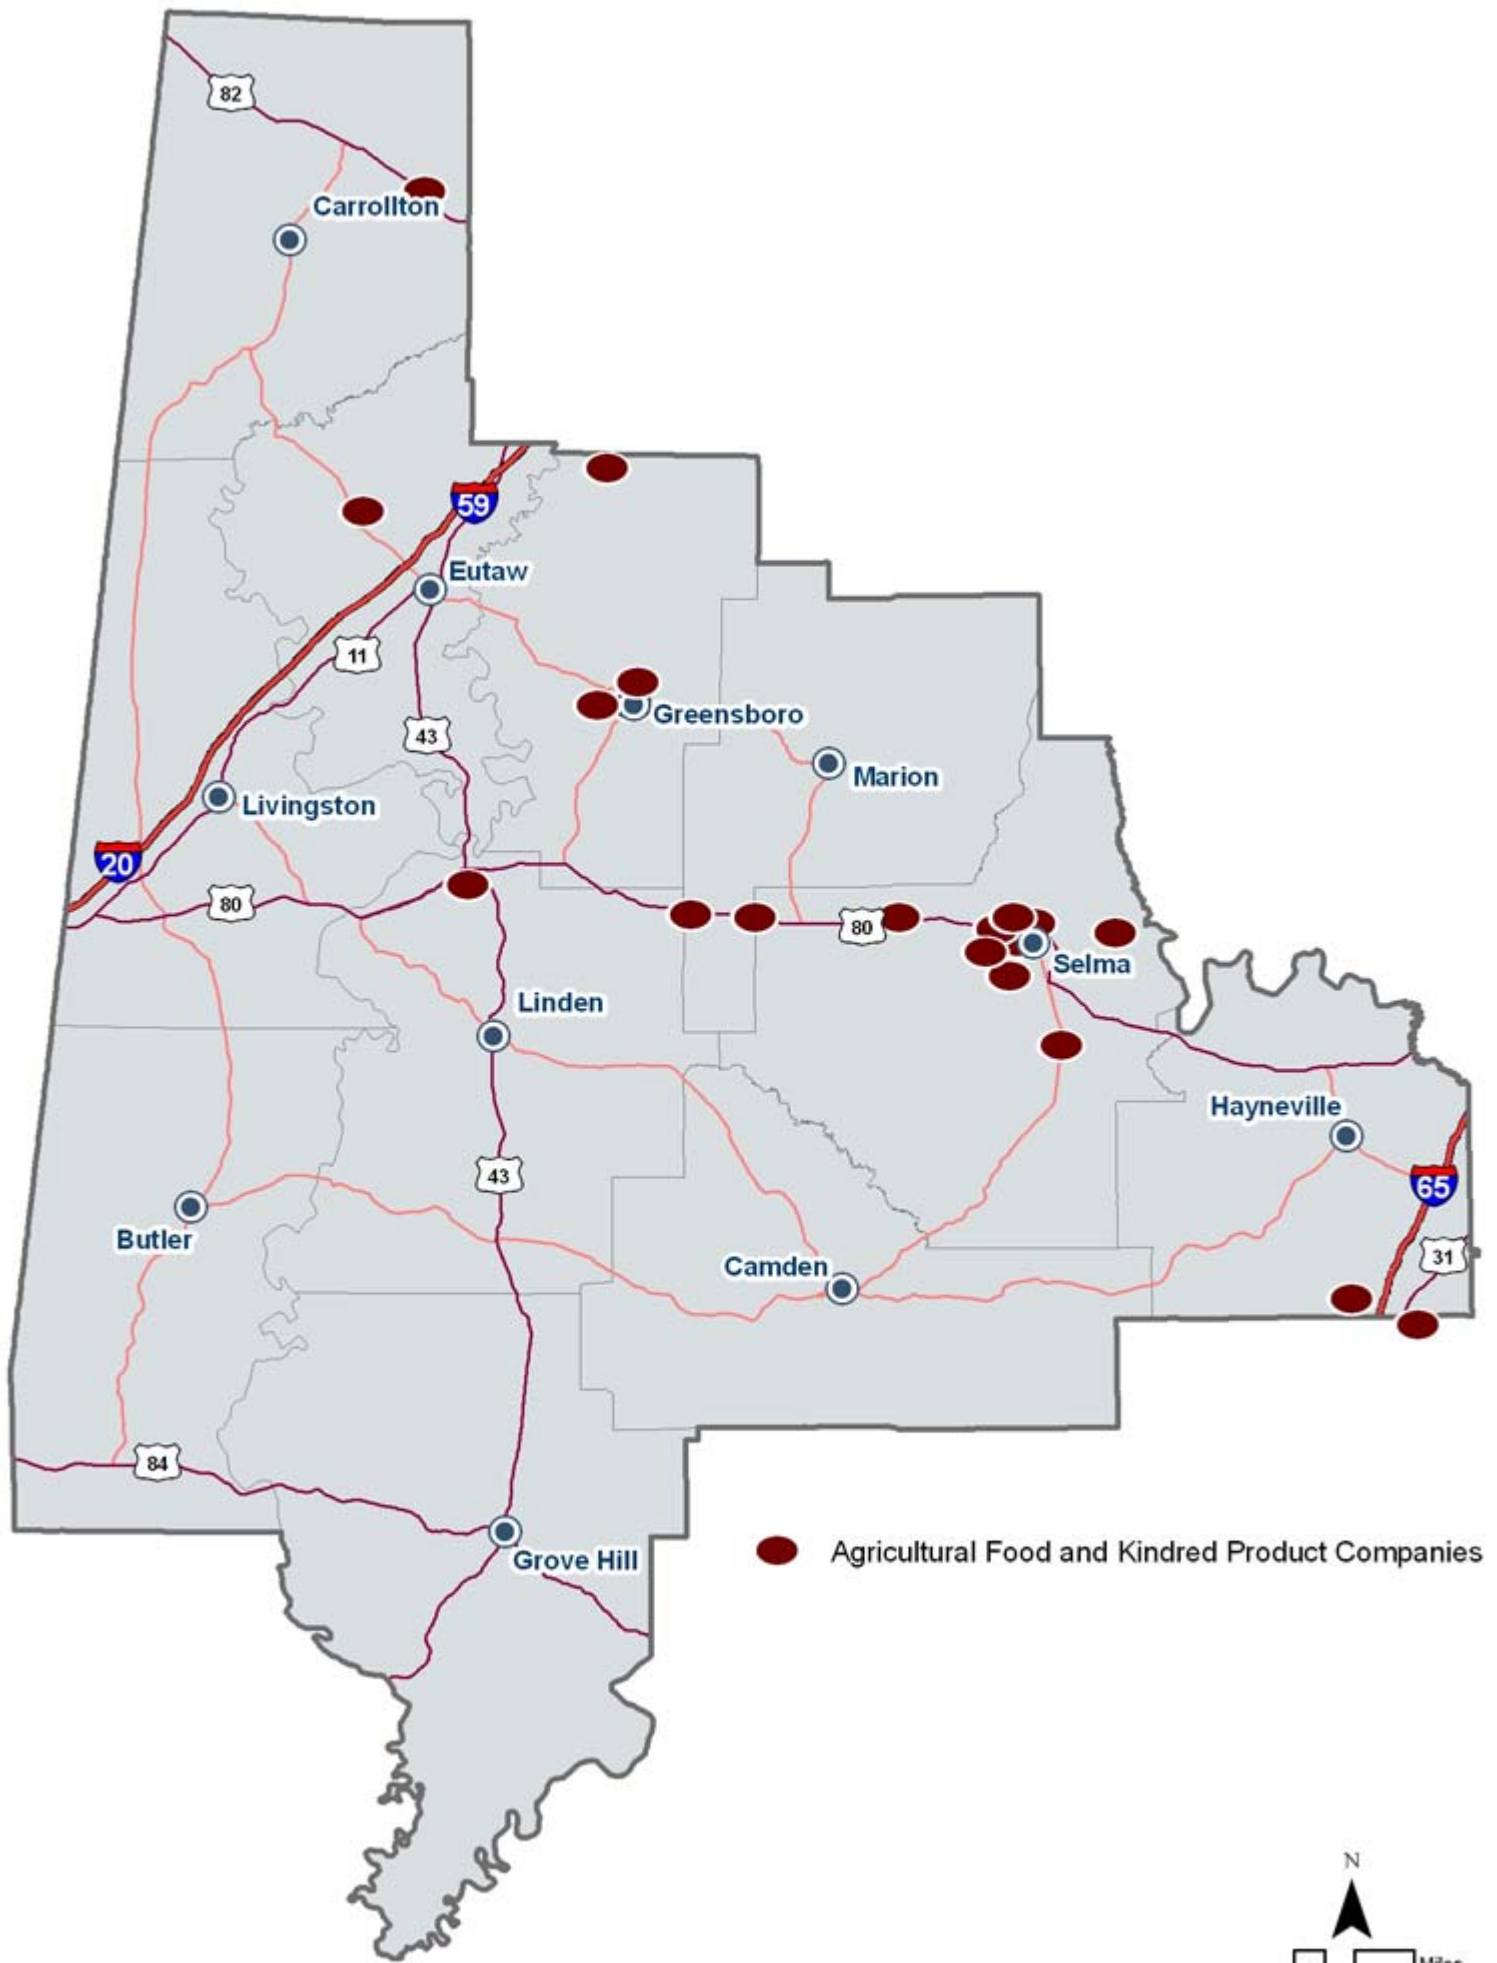 82
Carrollton
59
Eutaw
11
Greensboro
43
Marion
Livingston
20
80
80
Selma
Linden
Hayneville
43
65
Butler
31
Camden
84
Agricultural Food and Kindred Product Companies
Grove Hill
N
Miles